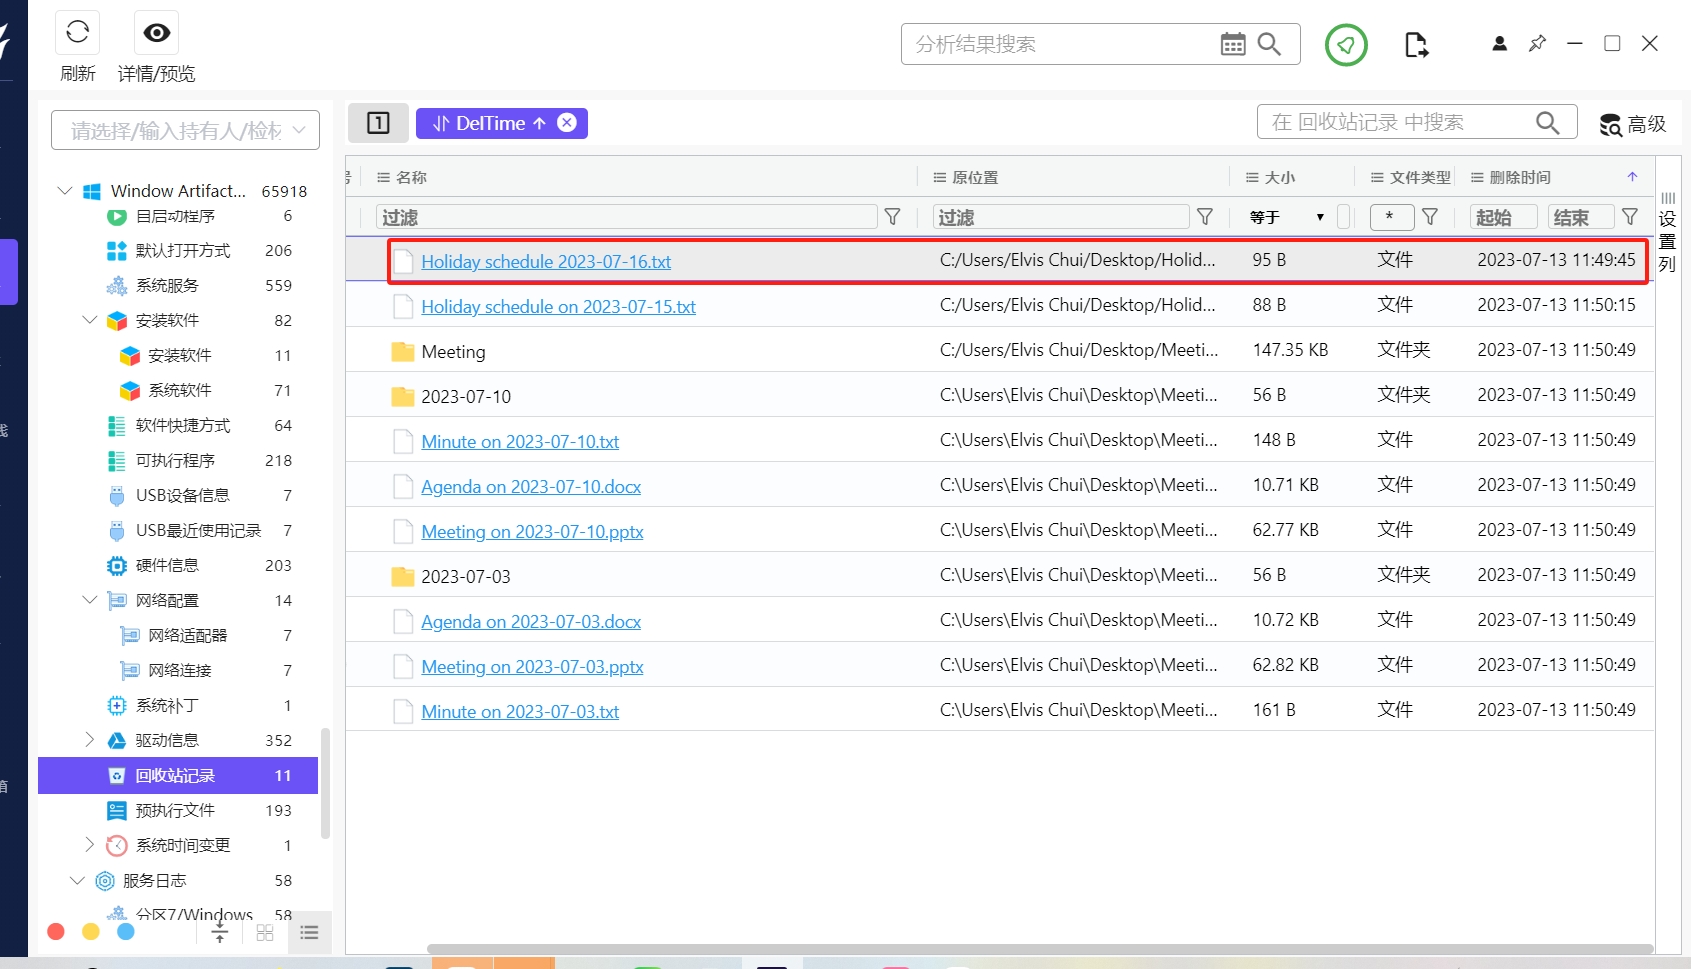 刷新
详情/预览
分析结果搜索
请选择/输入持有人/检材
1
DelTime
在 回收站记录 中搜索
高级
Window Artifact... 65918
自启动程序 6
默认打开方式 206
系统服务 559
安装软件 82
安装软件 11
系统软件 71
软件快捷方式 64
可执行程序 218
USB设备信息 7
USB最近使用记录 7
硬件信息 203
网络配置 14
网络适配器 7
网络连接 7
系统补丁 1
驱动信息 352
回收站记录 11
预执行文件 193
系统时间变更 1
服务日志 58
分区7/Windows 58
名称 原位置 大小 文件类型 删除时间
过滤 过滤 等于 * 起始 结束
Holiday schedule 2023-07-16.txt C:/Users/Elvis Chui/Desktop/Holid... 95 B 文件 2023-07-13 11:49:45
Holiday schedule on 2023-07-15.txt C:/Users/Elvis Chui/Desktop/Holid... 88 B 文件 2023-07-13 11:50:15
Meeting C:/Users/Elvis Chui/Desktop/Meeti... 147.35 KB 文件夹 2023-07-13 11:50:49
2023-07-10 C:\Users\Elvis Chui\Desktop\Meeti... 56 B 文件夹 2023-07-13 11:50:49
Minute on 2023-07-10.txt C:\Users\Elvis Chui\Desktop\Meeti... 148 B 文件 2023-07-13 11:50:49
Agenda on 2023-07-10.docx C:\Users\Elvis Chui\Desktop\Meeti... 10.71 KB 文件 2023-07-13 11:50:49
Meeting on 2023-07-10.pptx C:\Users\Elvis Chui\Desktop\Meeti... 62.77 KB 文件 2023-07-13 11:50:49
2023-07-03 C:\Users\Elvis Chui\Desktop\Meeti... 56 B 文件夹 2023-07-13 11:50:49
Agenda on 2023-07-03.docx C:\Users\Elvis Chui\Desktop\Meeti... 10.72 KB 文件 2023-07-13 11:50:49
Meeting on 2023-07-03.pptx C:\Users\Elvis Chui\Desktop\Meeti... 62.82 KB 文件 2023-07-13 11:50:49
Minute on 2023-07-03.txt C:\Users\Elvis Chui\Desktop\Meeti... 161 B 文件 2023-07-13 11:50:49
设置列